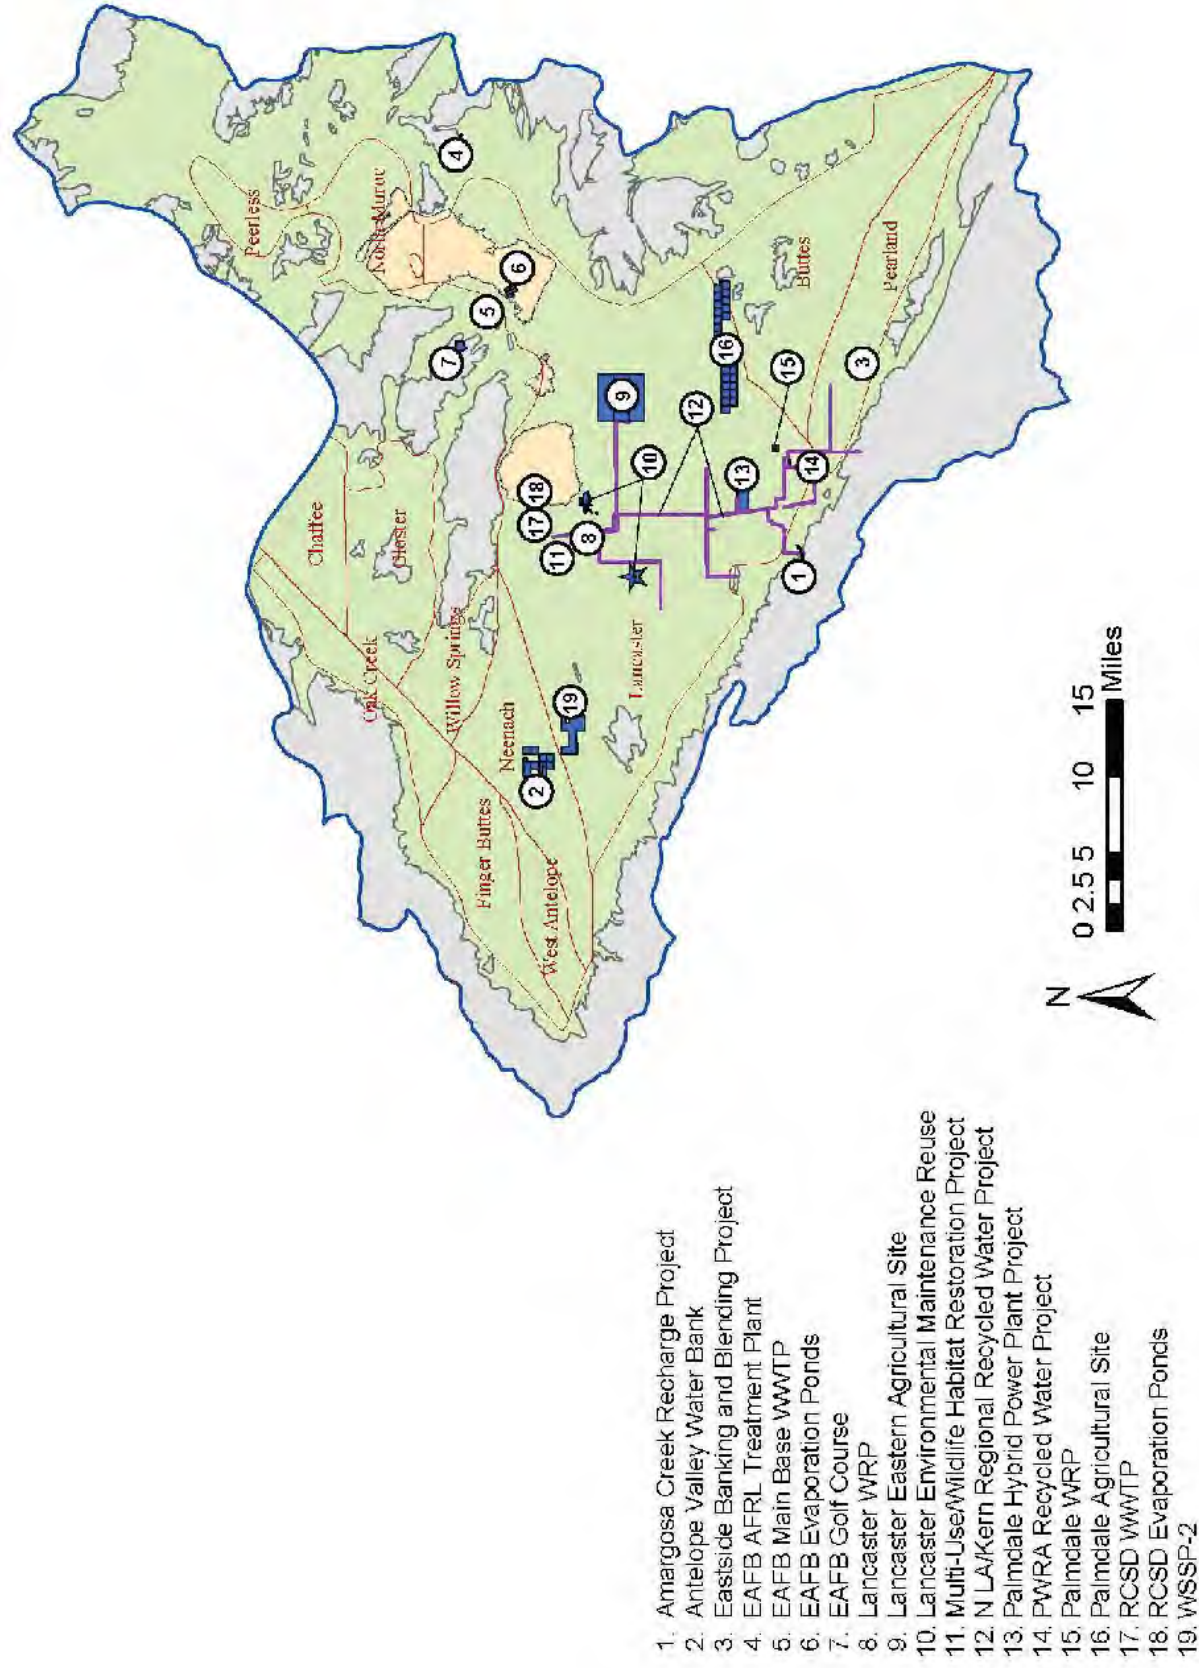 Peerless
North Muroc
Chaffee
Gloster
Oak Creek
Willow Springs
Neenach
Finger Buttes
West Antelope
Lancaster
Buttes
Pearland
1
2
3
4
5
6
7
8
9
10
11
12
13
14
15
16
17
18
19
N
0 2.5 5 10 15
Miles
1. Amargosa Creek Recharge Project
2. Antelope Valley Water Bank
3. Eastside Banking and Blending Project
4. EAFB AFRL Treatment Plant
5. EAFB Main Base WWTP
6. EAFB Evaporation Ponds
7. EAFB Golf Course
8. Lancaster WRP
9. Lancaster Eastern Agricultural Site
10. Lancaster Environmental Maintenance Reuse
11. Multi-Use/Wildlife Habitat Restoration Project
12. N LA/Kern Regional Recycled Water Project
13. Palmdale Hybrid Power Plant Project
14. PWRA Recycled Water Project
15. Palmdale WRP
16. Palmdale Agricultural Site
17. RCSD WWTP
18. RCSD Evaporation Ponds
19. WSSP-2